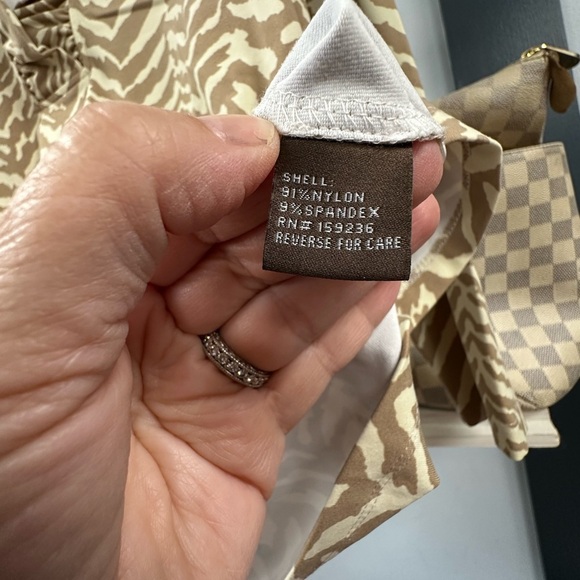 SHELL:
91%NYLON
9%SPANDEX
RN# 159236
REVERSE FOR CARE